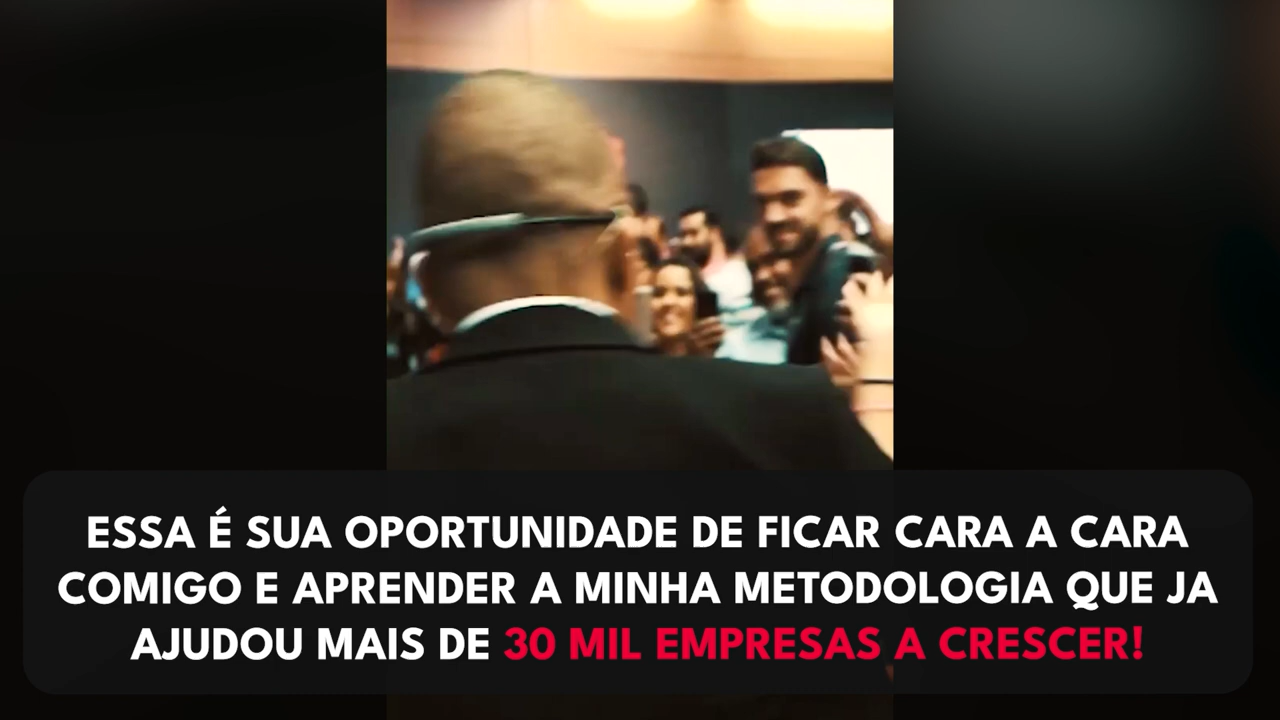 ESSA É SUA OPORTUNIDADE DE FICAR CARA A CARA
COMIGO E APRENDER A MINHA METODOLOGIA QUE JA
AJUDOU MAIS DE 30 MIL EMPRESAS A CRESCER!